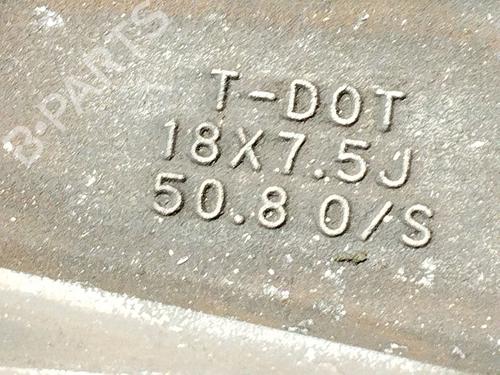 B-PARTS
T-DOT
18X7.5J
50.8 O/S